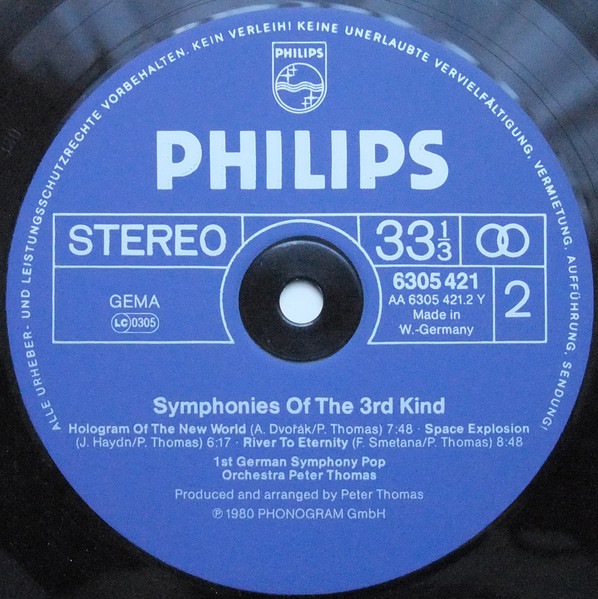 ALLE URHEBER- UND LEISTUNGSSCHUTZRECHTE VORBEHALTEN. KEIN VERLEIH! KEINE UNERLAUBTE VERVIELFÄLTIGUNG, VERMIETUNG, AUFFÜHRUNG, SENDUNG!
PHILIPS
PHILIPS
STEREO
33 1/3
6305 421
AA 6305 421.2 Y
Made in
W.-Germany
2
GEMA
LC 0305
Symphonies Of The 3rd Kind
Hologram Of The New World (A. Dvořák/P. Thomas) 7:48 · Space Explosion
(J. Haydn/P. Thomas) 6:17 · River To Eternity (F. Smetana/P. Thomas) 8:48
1st German Symphony Pop
Orchestra Peter Thomas
Produced and arranged by Peter Thomas
℗ 1980 PHONOGRAM GmbH